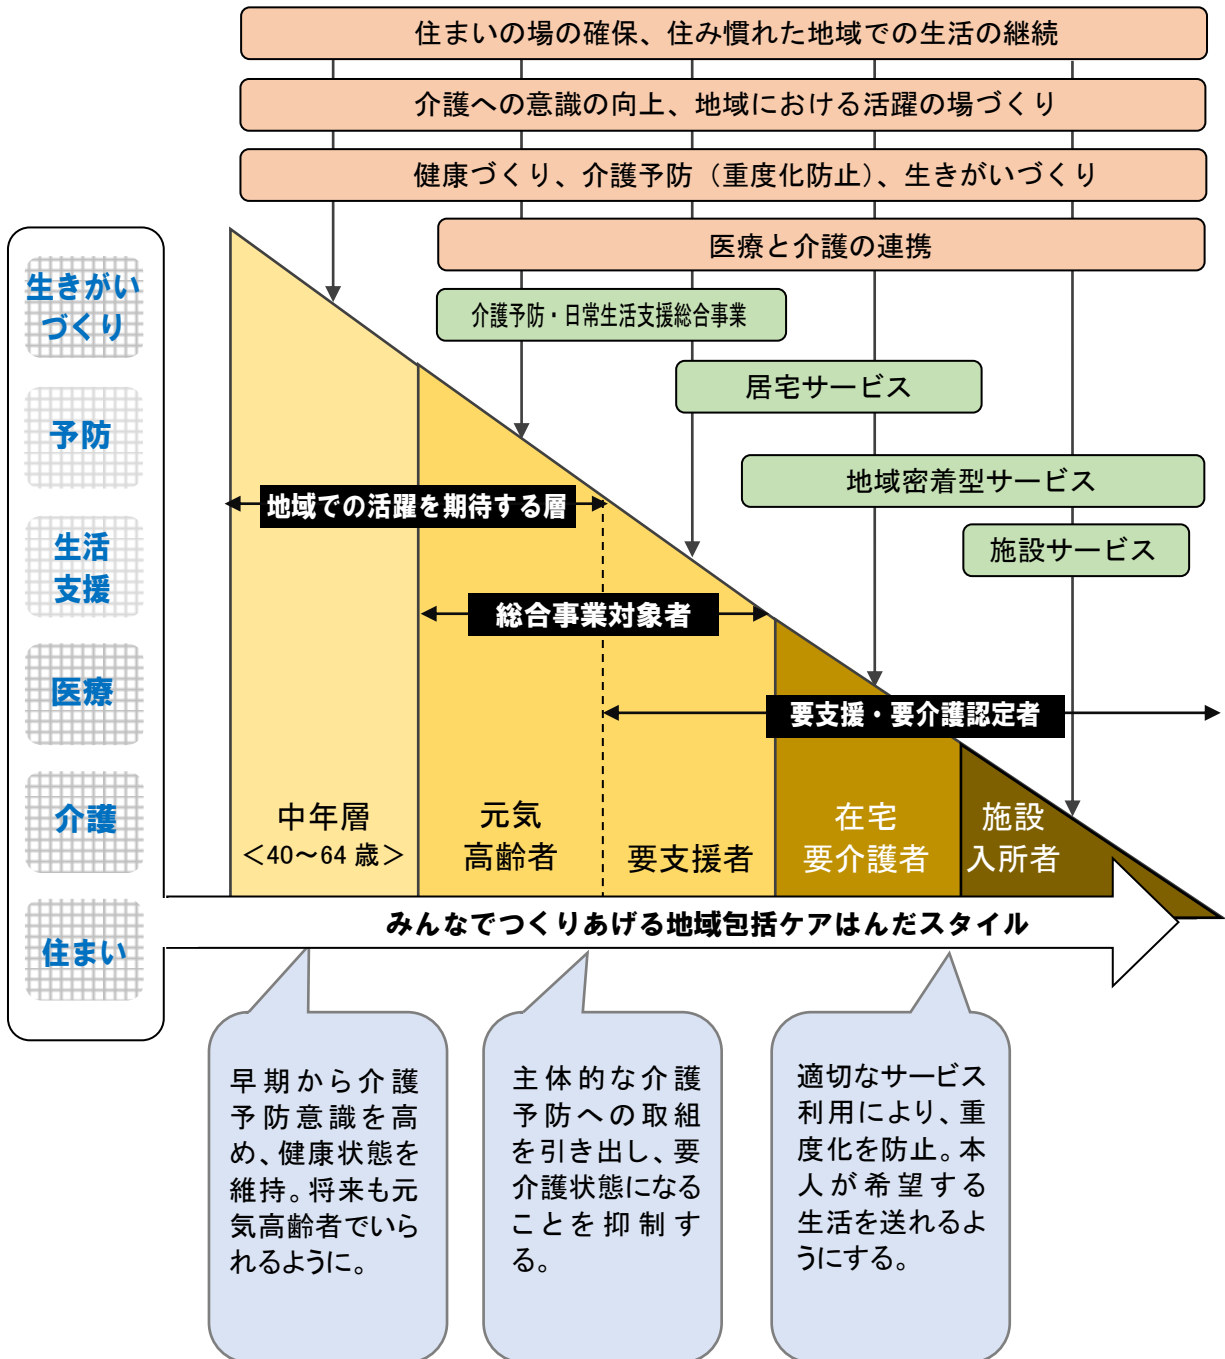 住まいの場の確保、住み慣れた地域での生活の継続
介護への意識の向上、地域における活躍の場づくり
健康づくり、介護予防（重度化防止）、生きがいづくり
医療と介護の連携
介護予防・日常生活支援総合事業
居宅サービス
地域密着型サービス
施設サービス
生きがい
づくり
予防
生活
支援
医療
介護
住まい
地域での活躍を期待する層
総合事業対象者
要支援・要介護認定者
中年層
＜40～64 歳＞
元気
高齢者
要支援者
在宅
要介護者
施設
入所者
みんなでつくりあげる地域包括ケアはんだスタイル
早期から介護
予防意識を高
め、健康状態を
維持。将来も元
気高齢者でいら
れるように。
主体的な介護
予防への取組
を引き出し、要
介護状態になる
ことを抑制す
る。
適切なサービス
利用により、重
度化を防止。本
人が希望する
生活を送れるよ
うにする。